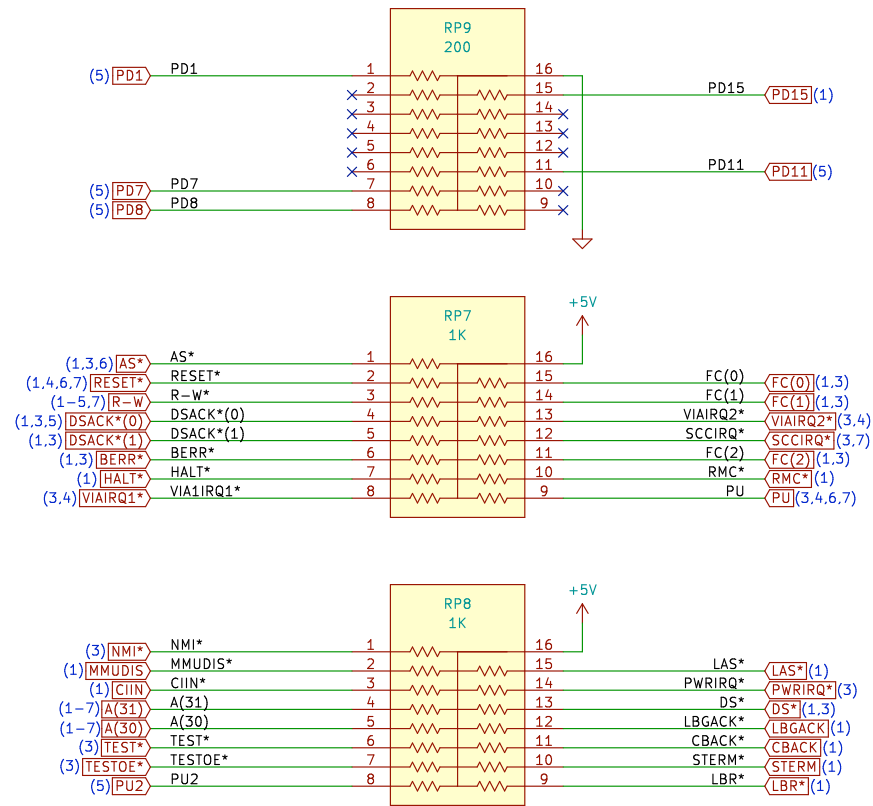 RP9
200
(5) PD1 PD1 1 16
2 15 PD15 PD15 (1)
3 14
4 13
5 12
6 11 PD11 PD11 (5)
(5) PD7 PD7 7 10
(5) PD8 PD8 8 9
+5V
RP7
1K
(1,3,6) AS* AS* 1 16
(1,4,6,7) RESET* RESET* 2 15 FC(0) FC(0) (1,3)
(1-5,7) R-W R-W* 3 14 FC(1) FC(1) (1,3)
(1,3,5) DSACK*(0) DSACK*(0) 4 13 VIAIRQ2* VIAIRQ2* (3,4)
(1,3) DSACK*(1) DSACK*(1) 5 12 SCCIRQ* SCCIRQ* (3,7)
(1,3) BERR* BERR* 6 11 FC(2) FC(2) (1,3)
(1) HALT* HALT* 7 10 RMC* RMC* (1)
(3,4) VIAIRQ1* VIA1IRQ1* 8 9 PU PU (3,4,6,7)
+5V
RP8
1K
(3) NMI* NMI* 1 16
(1) MMUDIS MMUDIS* 2 15 LAS* LAS* (1)
(1) CIIN CIIN* 3 14 PWRIRQ* PWRIRQ* (3)
(1-7) A(31) A(31) 4 13 DS* DS* (1,3)
(1-7) A(30) A(30) 5 12 LBGACK* LBGACK (1)
(3) TEST* TEST* 6 11 CBACK* CBACK (1)
(3) TESTOE* TESTOE* 7 10 STERM* STERM (1)
(5) PU2 PU2 8 9 LBR* LBR* (1)